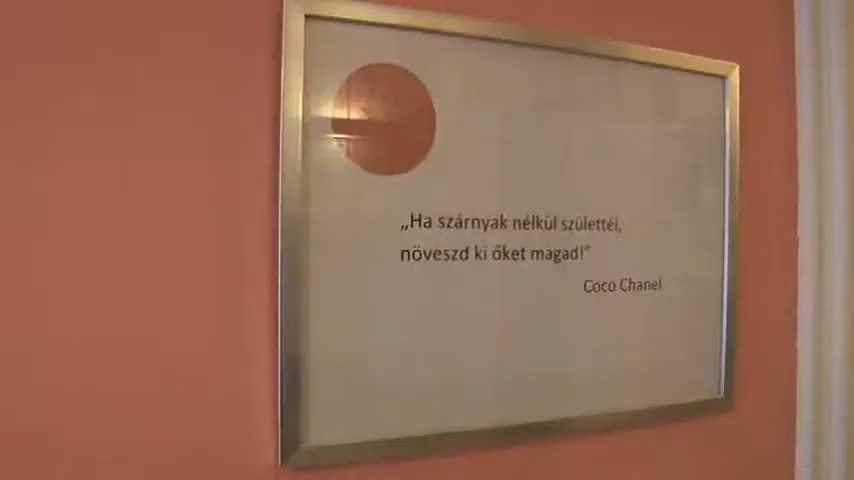 „Ha szárnyak nélkül születtél,
növeszd ki őket magad!”
Coco Chanel